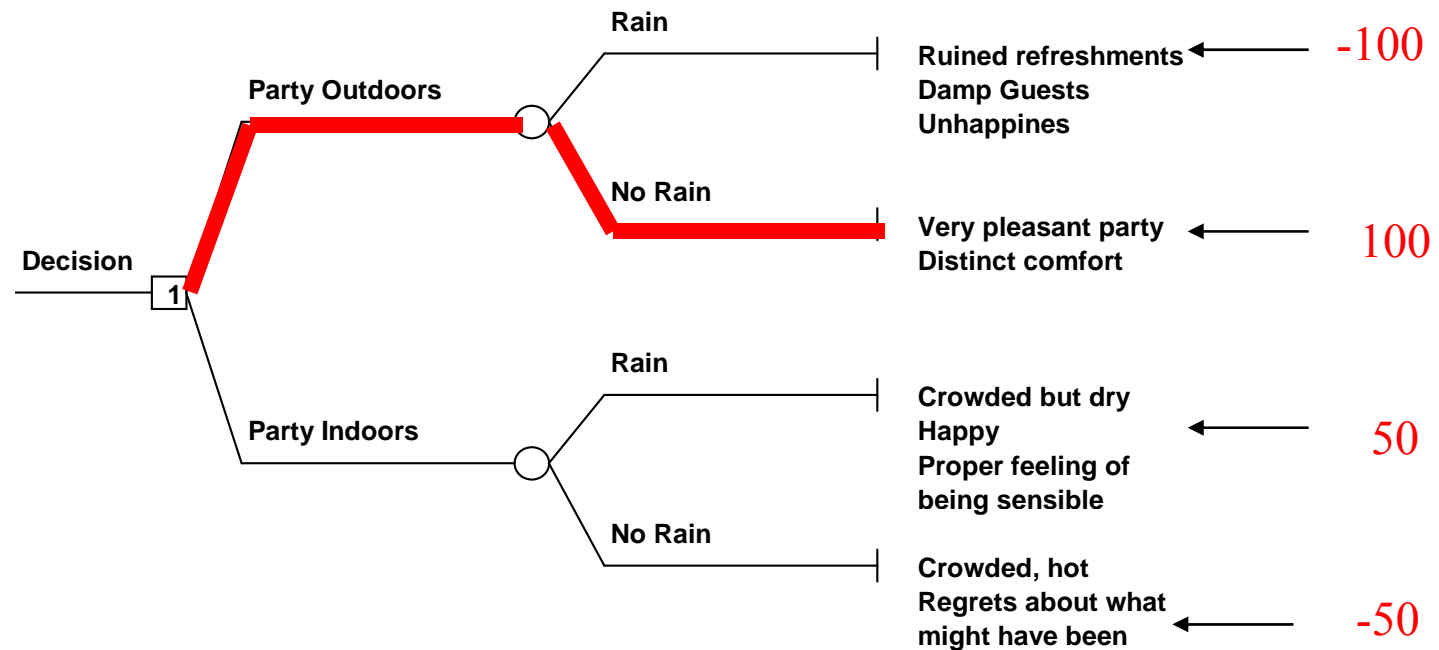 Rain
Ruined refreshments
-100
Party Outdoors
Damp Guests
Unhappines
No Rain
Very pleasant party
100
Decision
Distinct comfort
1
Rain
Crowded but dry
Party Indoors
Happy
50
Proper feeling of
being sensible
No Rain
Crowded, hot
Regrets about what
-50
might have been